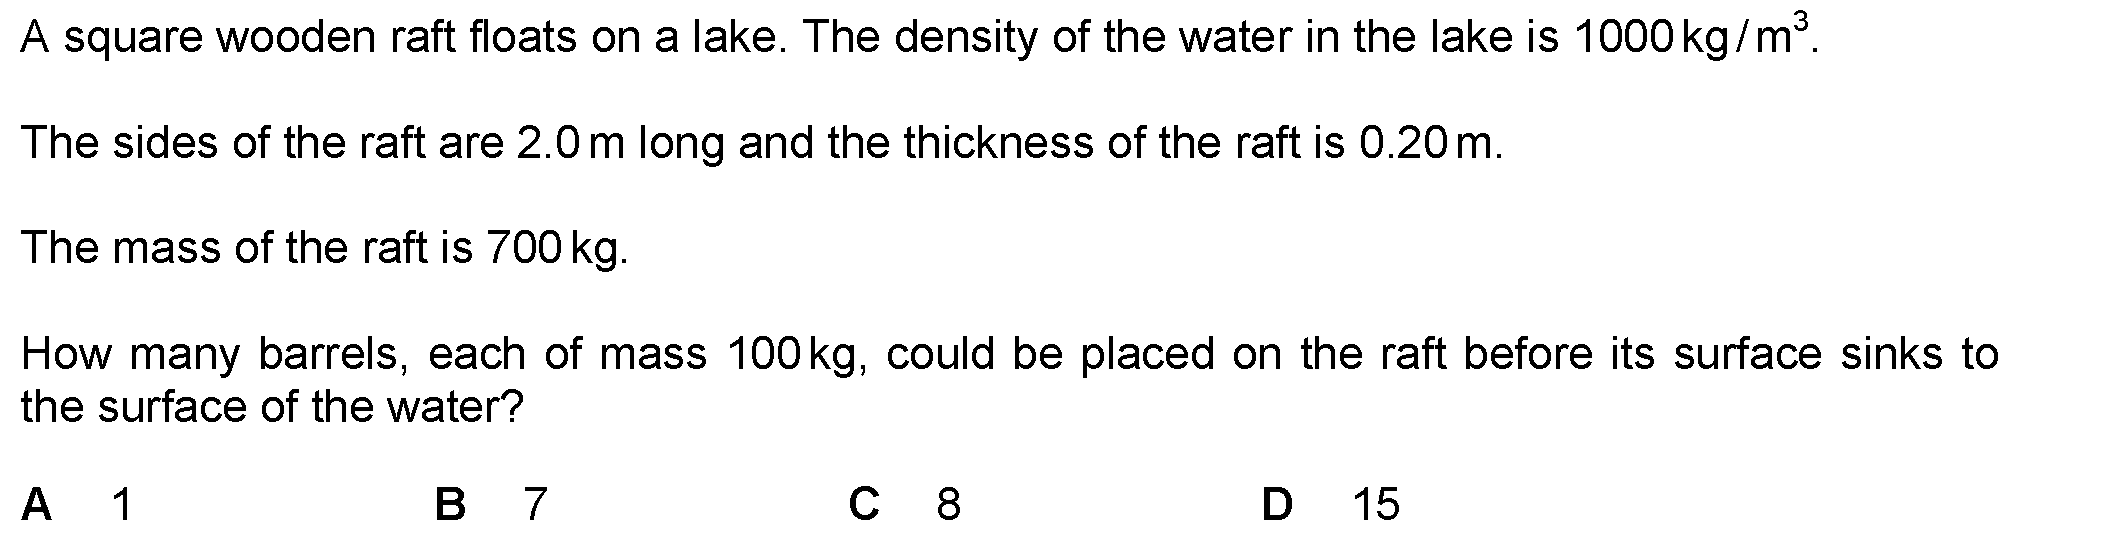 A square wooden raft floats on a lake. The density of the water in the lake is 1000 kg / m³.
The sides of the raft are 2.0 m long and the thickness of the raft is 0.20 m.
The mass of the raft is 700 kg.
How many barrels, each of mass 100 kg, could be placed on the raft before its surface sinks to
the surface of the water?
A 1 B 7 C 8 D 15